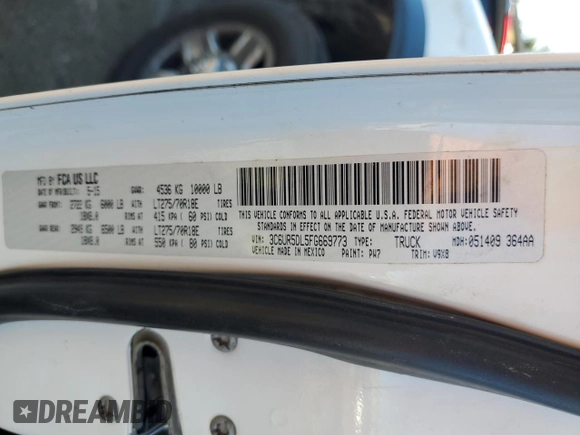 MFD BY FCA US LLC
DATE OF MFR/BUILT: 5-15 GVWR: 4536 KG 10000 LB
GAWR FRONT: 2722 KG 6000 LB WITH LT275/70R18E TIRES
18X8.0 RIMS AT 415 KPA ( 60 PSI) COLD
GAWR REAR: 2948 KG 6500 LB WITH LT275/70R18E TIRES
18X8.0 RIMS AT 550 KPA ( 80 PSI) COLD
THIS VEHICLE CONFORMS TO ALL APPLICABLE U.S.A. FEDERAL MOTOR VEHICLE SAFETY
STANDARDS IN EFFECT ON THE DATE OF MANUFACTURE SHOWN ABOVE.
VIN: 3C6UR5DL5FG669773 TYPE: TRUCK MDH: 051409 364AA
VEHICLE MADE IN MEXICO PAINT: PW7 TRIM: V9X8
DREAMBID